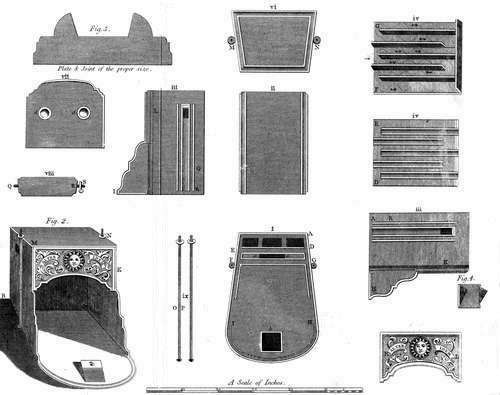 Fig. 3.
Plate & Joint of the proper size.
vi
M
N
iv
G
F
vii
iii
L
Q
I
K
ii
iv
E
D
viii
Q
R
S
Fig. 2.
M
N
K
B
ix
O
P
i
A
E
D
F
G
I
H
iii
A
K
K
H
Fig. 4.
A Scale of Inches.